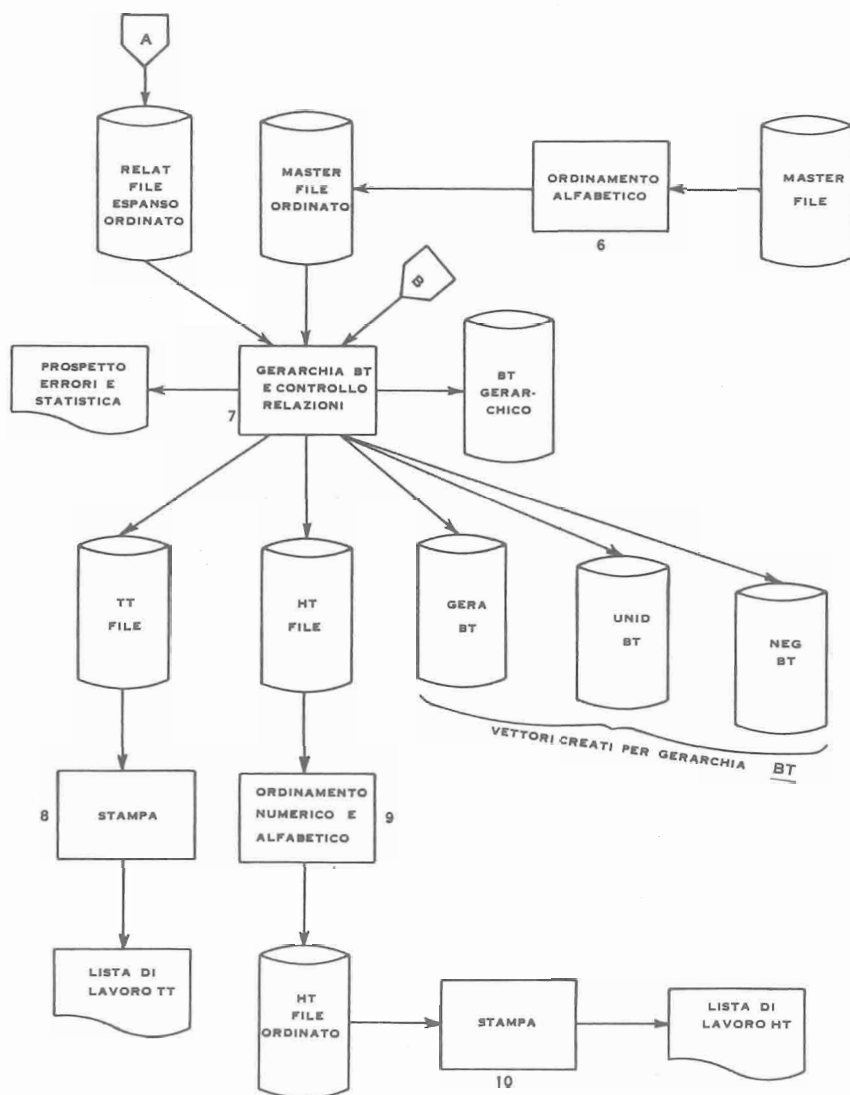 A
RELAT
FILE
ESPANSO
ORDINATO
MASTER
FILE
ORDINATO
ORDINAMENTO
ALFABETICO
6
MASTER
FILE
B
PROSPETTO
ERRORI E
STATISTICA
7
GERARCHIA BT
E CONTROLLO
RELAZIONI
BT
GERAR-
CHICO
TT
FILE
HT
FILE
GERA
BT
UNID
BT
NEG
BT
VETTORI CREATI PER GERARCHIA BT
8
STAMPA
ORDINAMENTO
NUMERICO E
ALFABETICO
9
LISTA DI
LAVORO TT
HT
FILE
ORDINATO
STAMPA
10
LISTA DI
LAVORO HT